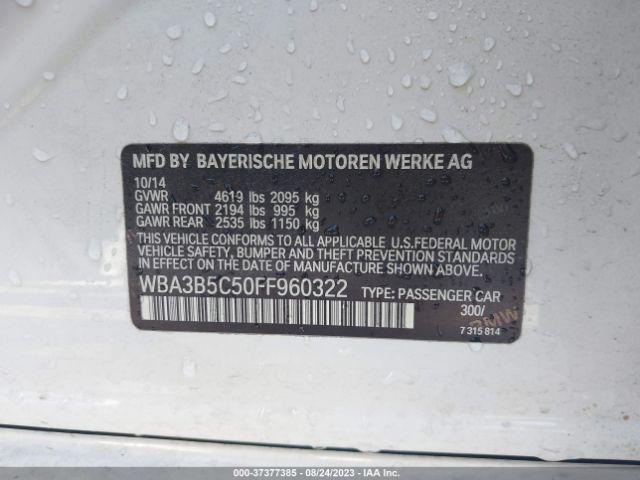 MFD BY BAYERISCHE MOTOREN WERKE AG
10/14
GVWR 4619 lbs 2095 kg
GAWR FRONT 2194 lbs 995 kg
GAWR REAR 2535 lbs 1150 kg
THIS VEHICLE CONFORMS TO ALL APPLICABLE U.S.FEDERAL MOTOR
VEHICLE SAFETY, BUMPER AND THEFT PREVENTION STANDARDS
IN EFFECT ON THE DATE OF MANUFACTURE SHOWN ABOVE.
WBA3B5C50FF960322 TYPE: PASSENGER CAR
300/
BMW
7 315 814
000-37377385 - 08/24/2023 - IAA Inc.